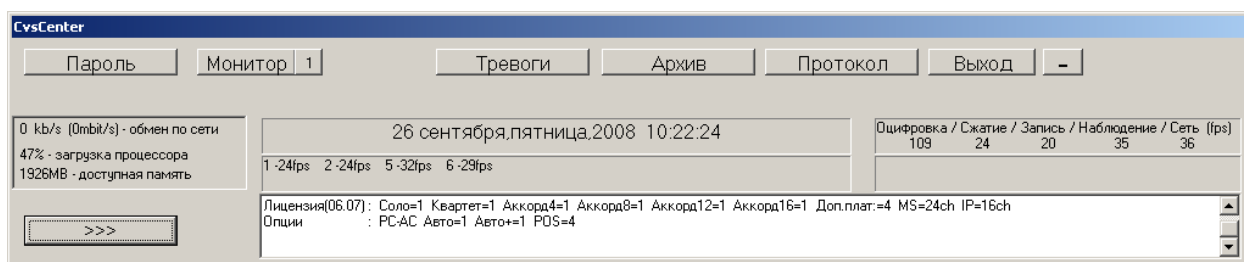 CvsCenter
Пароль Монитор 1 Тревоги Архив Протокол Выход -
0 kb/s (0mbit/s) - обмен по сети
47% - загрузка процессора
1926MB - доступная память
26 сентября,пятница,2008 10:22:24
1 -24fps 2 -24fps 5 -32fps 6 -29fps
Оцифровка / Сжатие / Запись / Наблюдение / Сеть (fps)
109 24 20 35 36
>>>
Лицензия(06.07) : Соло=1 Квартет=1 Аккорд4=1 Аккорд8=1 Аккорд12=1 Аккорд16=1 Доп.плат:=4 MS=24ch IP=16ch
Опции : PC-AC Авто=1 Авто+=1 POS=4